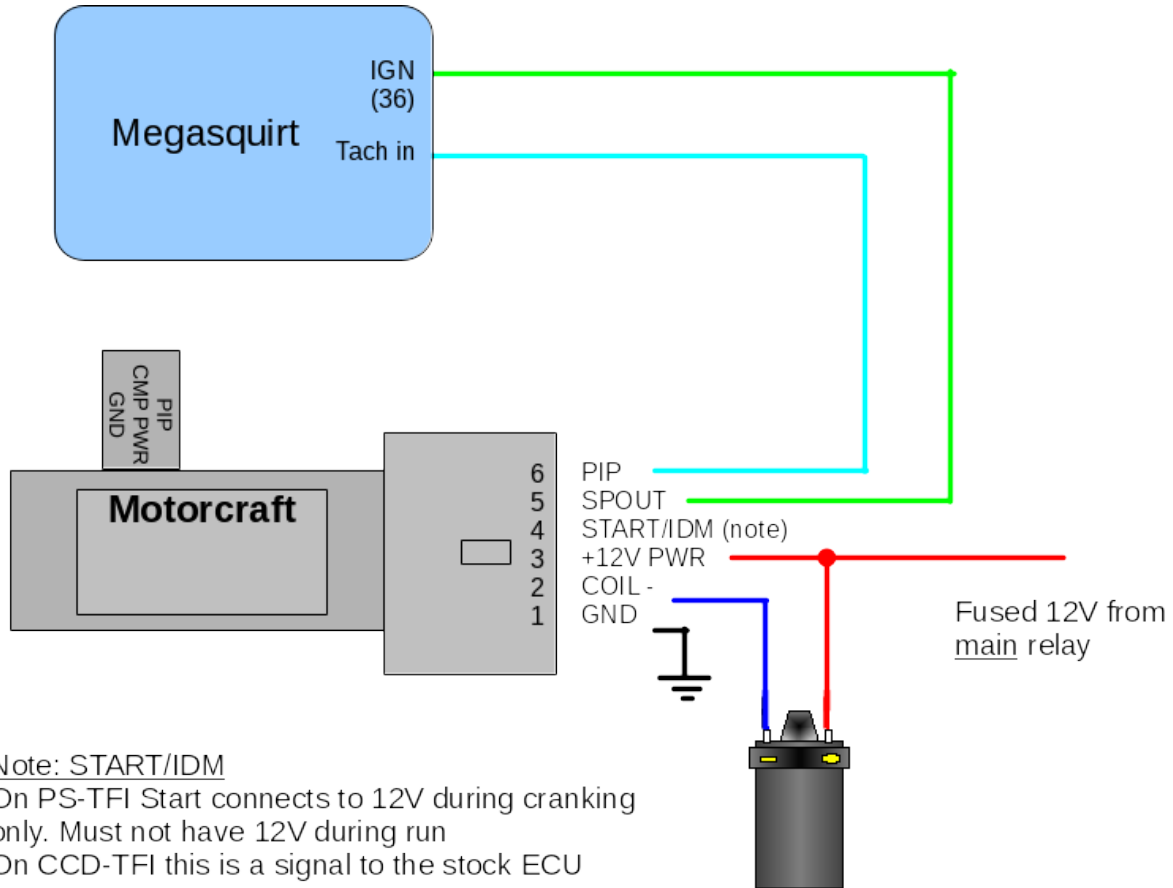 IGN
(36)
Megasquirt
Tach in
PIP
CMP PWR
GND
Motorcraft
6 PIP
5 SPOUT
4 START/IDM (note)
3 +12V PWR
2 COIL -
1 GND
Fused 12V from
main relay
Note: START/IDM
On PS-TFI Start connects to 12V during cranking
only. Must not have 12V during run
On CCD-TFI this is a signal to the stock ECU